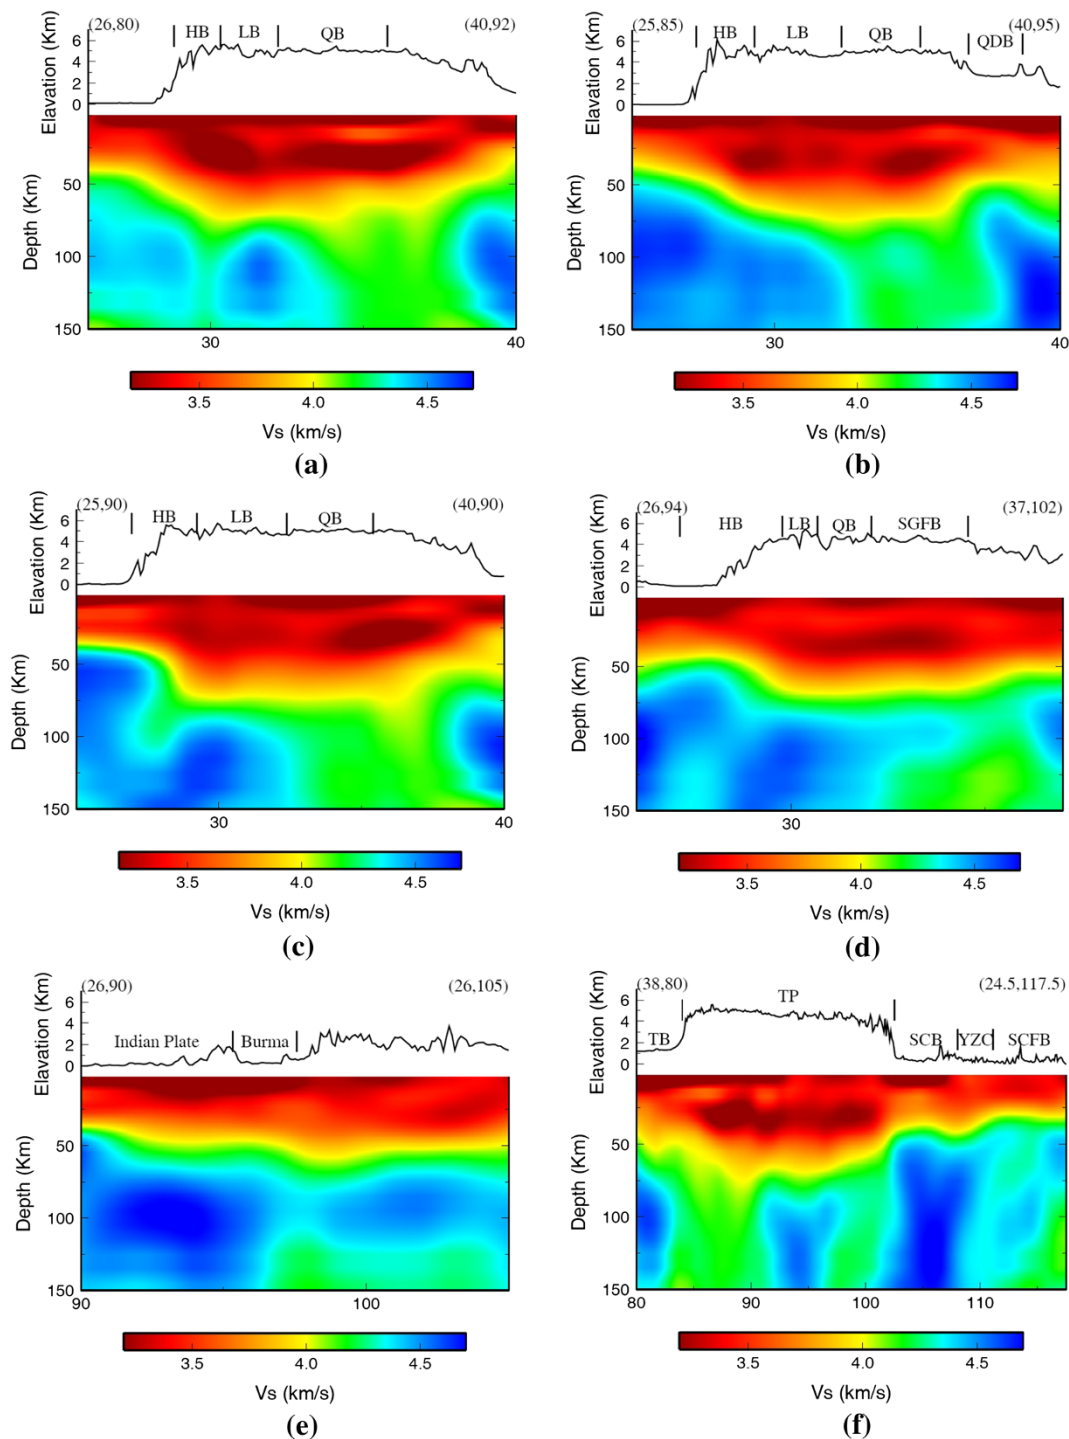 (26,80) HB LB QB (40,92)
Elavation (Km)
6
4
2
0
Depth (Km)
50
100
150
30 40
3.5 4.0 4.5
Vs (km/s)
(a)
(25,85) HB LB QB QDB (40,95)
Elavation (Km)
6
4
2
0
Depth (Km)
50
100
150
30 40
3.5 4.0 4.5
Vs (km/s)
(b)
(25,90) HB LB QB (40,90)
Elavation (Km)
6
4
2
0
Depth (Km)
50
100
150
30 40
3.5 4.0 4.5
Vs (km/s)
(c)
(26,94) HB LB QB SGFB (37,102)
Elavation (Km)
6
4
2
0
Depth (Km)
50
100
150
30
3.5 4.0 4.5
Vs (km/s)
(d)
(26,90) (26,105)
Elavation (Km)
6
4
2
0
Indian Plate Burma
Depth (Km)
50
100
150
90 100
3.5 4.0 4.5
Vs (km/s)
(e)
(38,80) (24.5,117.5)
TP
Elavation (Km)
6
4
2
0
TB SCB YZC SCFB
Depth (Km)
50
100
150
80 90 100 110
3.5 4.0 4.5
Vs (km/s)
(f)